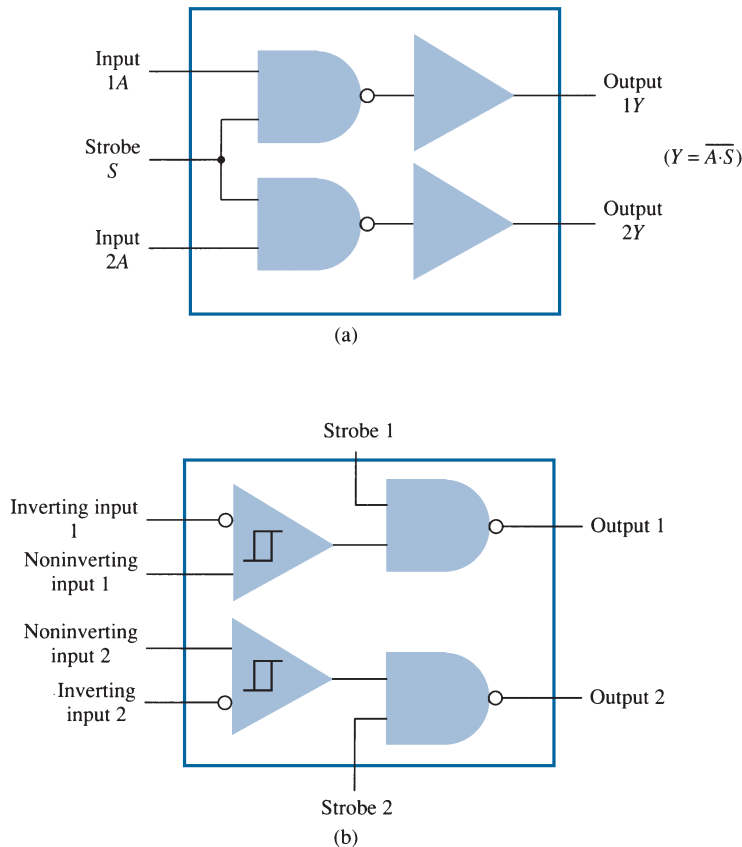 Input
1A
Strobe
S
Input
2A
Output
1Y
(Y = \overline{A·S})
Output
2Y
(a)
Strobe 1
Inverting input
1
Noninverting
input 1
Noninverting
input 2
Inverting
input 2
Output 1
Output 2
Strobe 2
(b)